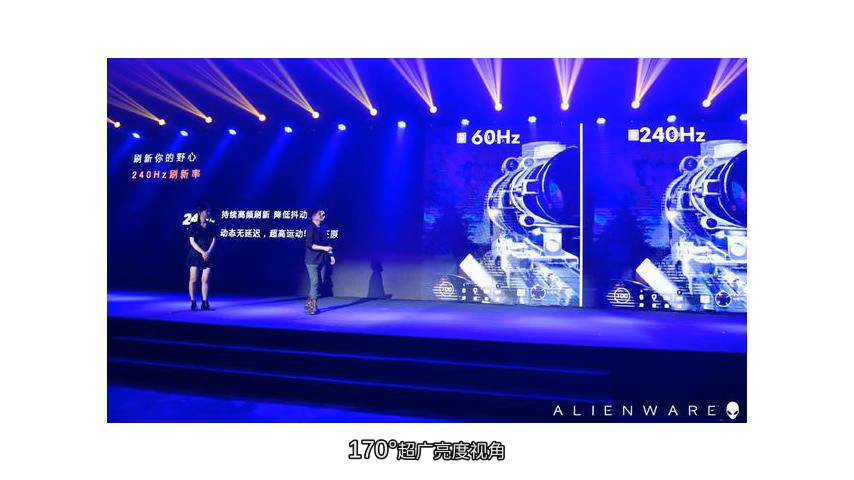 60Hz
240Hz
刷新你的野心
240Hz刷新率
持续高频刷新 降低抖动
动态无延迟，超高运动
原
ALIENWARE
170°超广亮度视角